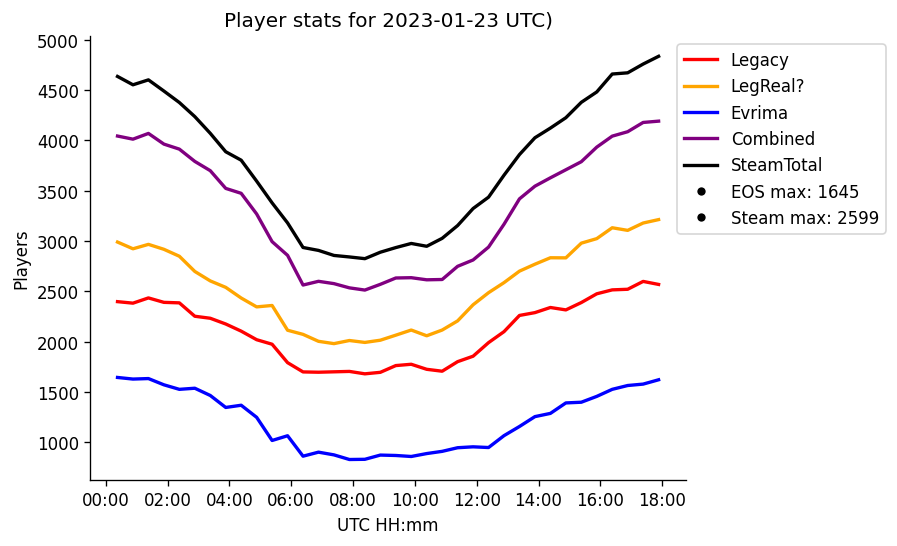 Player stats for 2023-01-23 UTC)
5000
4500
4000
3500
3000
2500
2000
1500
1000
Players
00:00 02:00 04:00 06:00 08:00 10:00 12:00 14:00 16:00 18:00
UTC HH:mm
Legacy
LegReal?
Evrima
Combined
SteamTotal
EOS max: 1645
Steam max: 2599